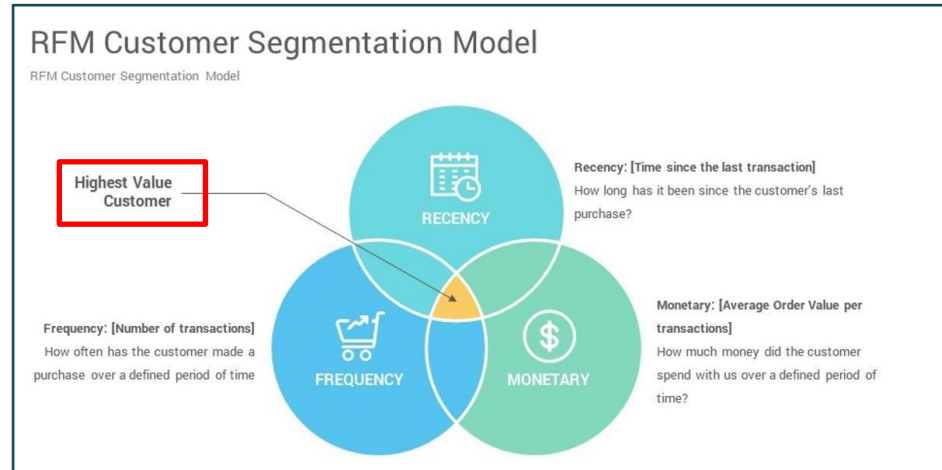 RFM Customer Segmentation Model
RFM Customer Segmentation Model
Highest Value
Customer
RECENCY
Recency: [Time since the last transaction]
How long has it been since the customer's last
purchase?
Frequency: [Number of transactions]
How often has the customer made a
purchase over a defined period of time
FREQUENCY
MONETARY
Monetary: [Average Order Value per
transactions]
How much money did the customer
spend with us over a defined period of
time?